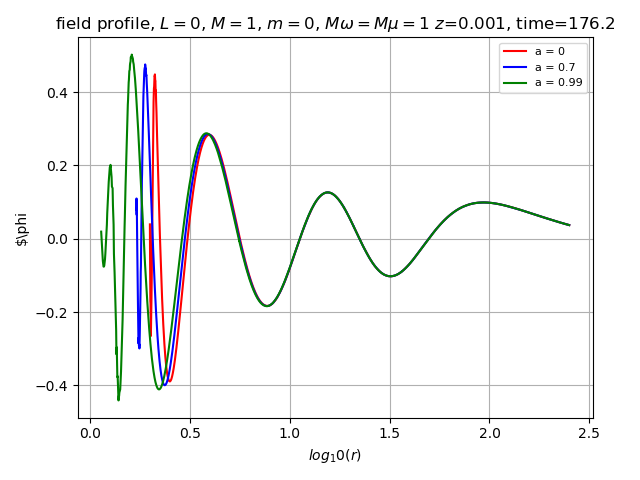 field profile, L = 0, M = 1, m = 0, Mω = Mμ = 1 z=0.001, time=176.2
a = 0
a = 0.7
a = 0.99
$\phi
0.4
0.2
0.0
−0.2
−0.4
0.0 0.5 1.0 1.5 2.0 2.5
log₁0(r)